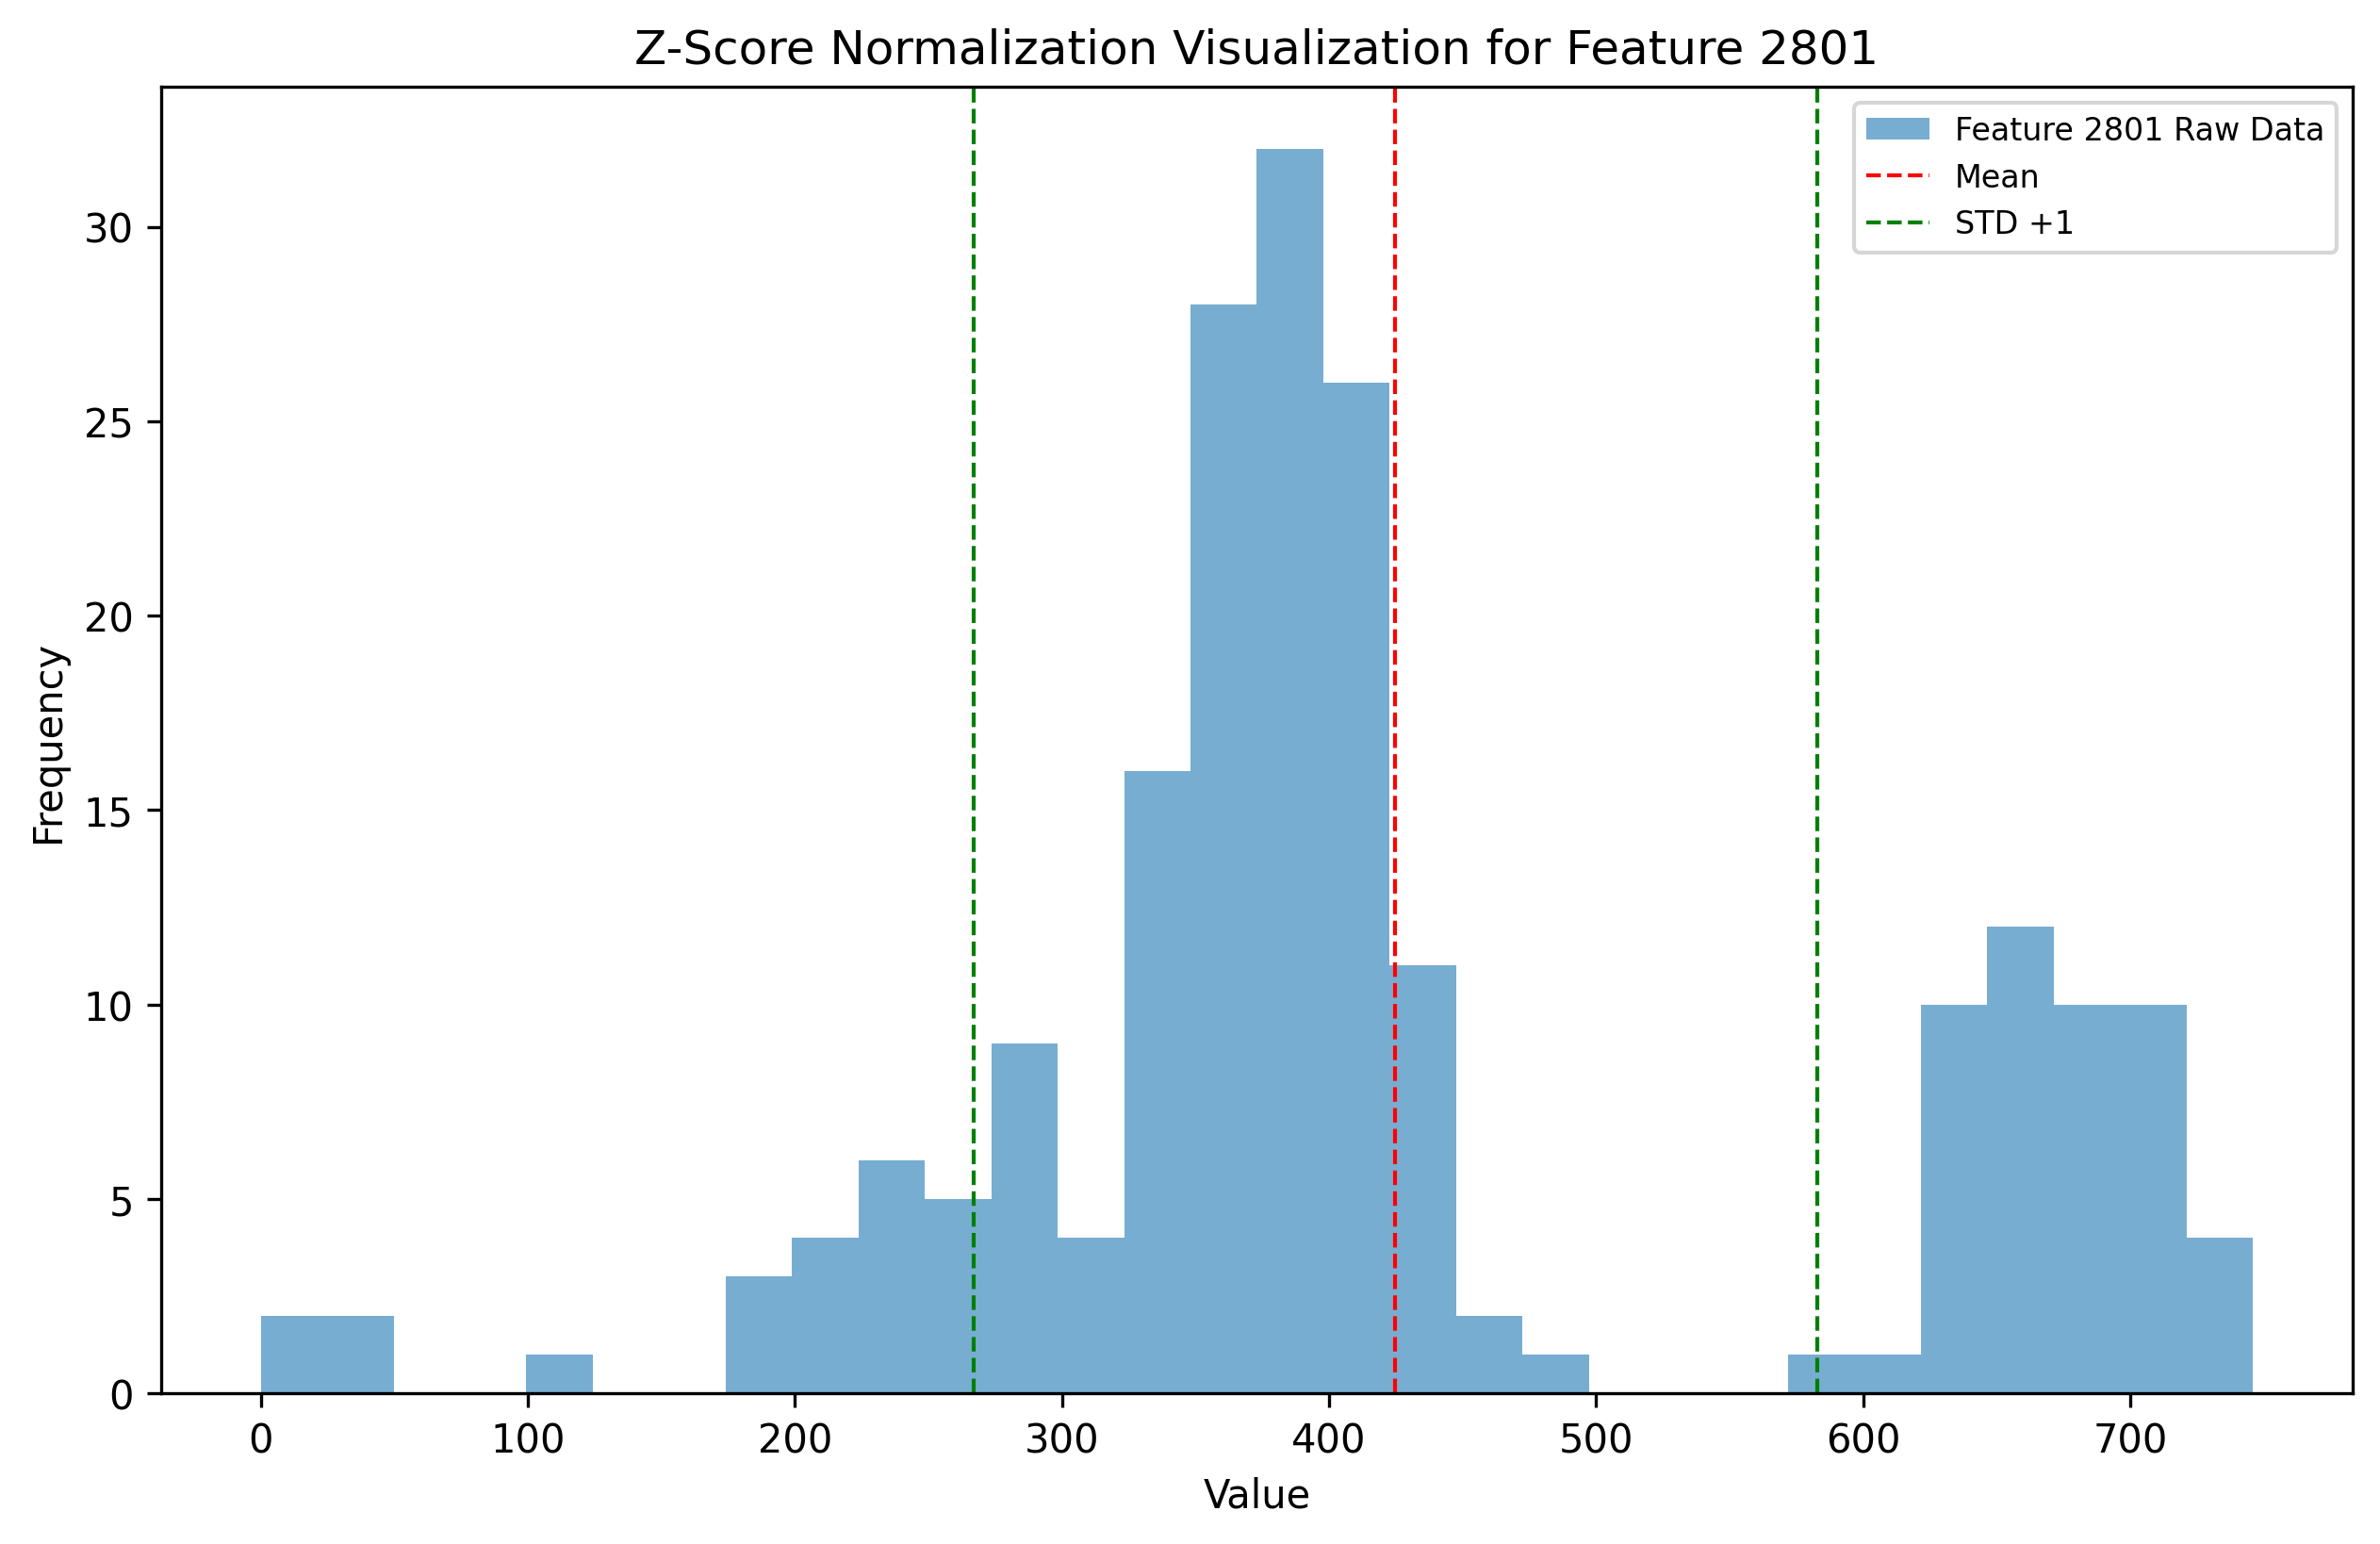 Z-Score Normalization Visualization for Feature 2801
Feature 2801 Raw Data
Mean
STD +1
Frequency
30
25
20
15
10
5
0
0 100 200 300 400 500 600 700
Value